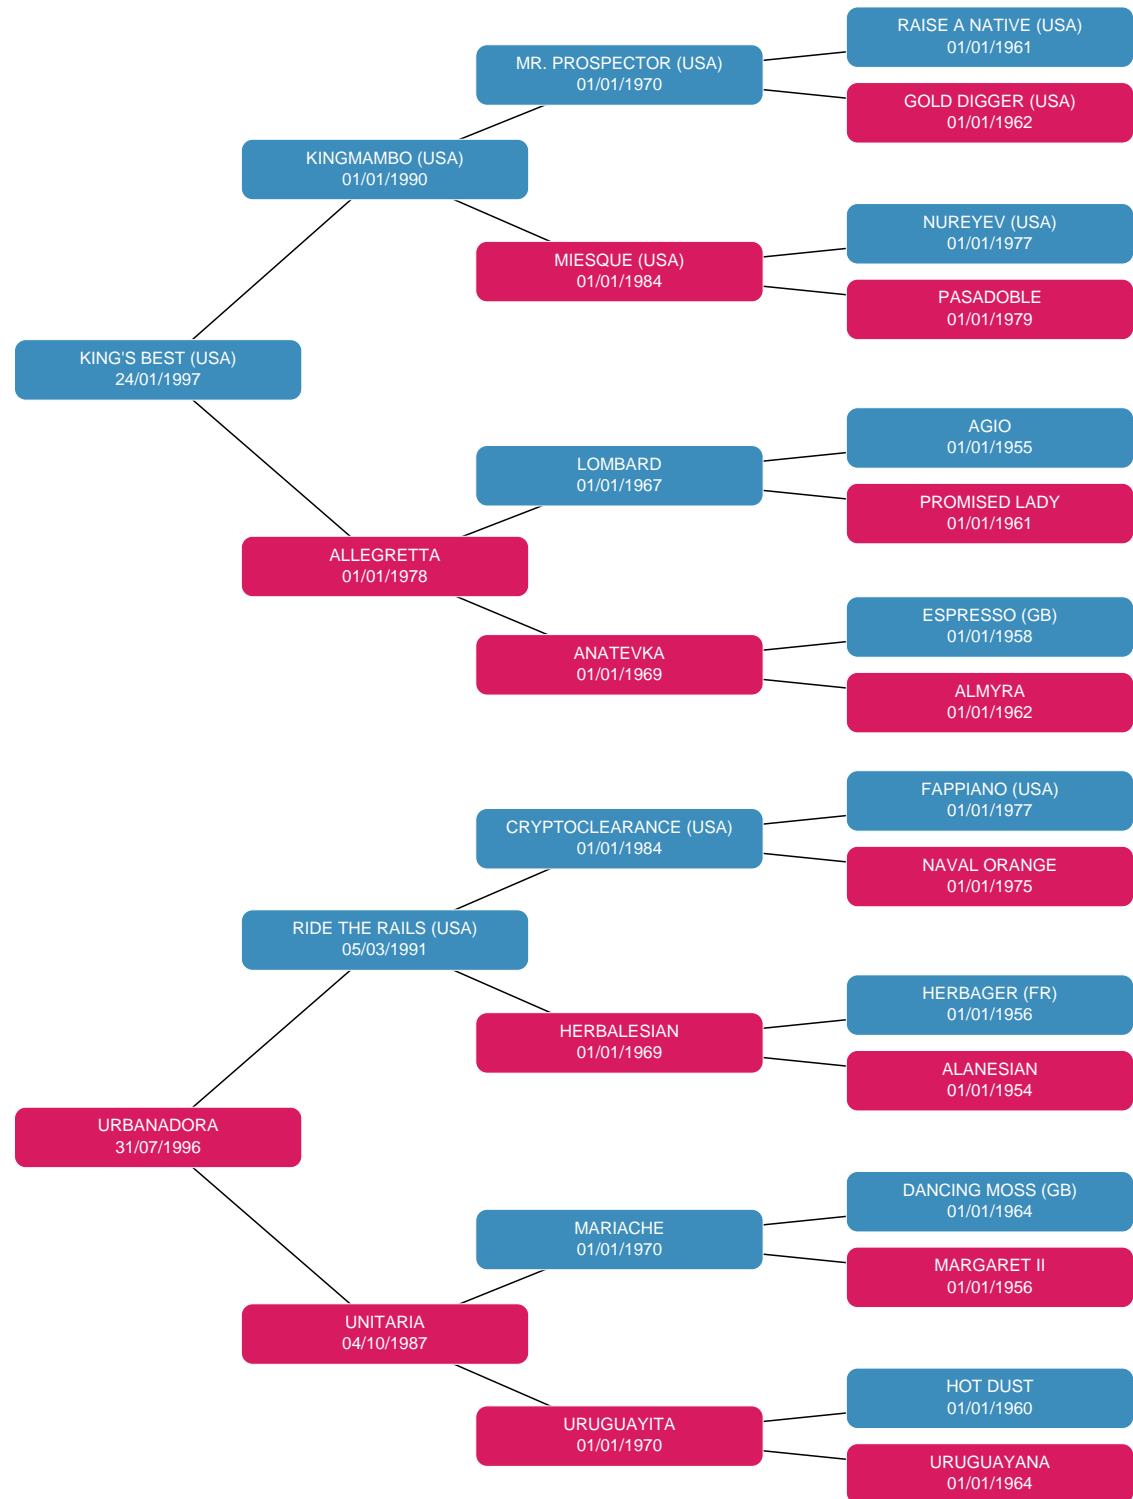 RAISE A NATIVE (USA)
01/01/1961
MR. PROSPECTOR (USA)
01/01/1970
GOLD DIGGER (USA)
01/01/1962
KINGMAMBO (USA)
01/01/1990
NUREYEV (USA)
01/01/1977
MIESQUE (USA)
01/01/1984
PASADOBLE
01/01/1979
KING'S BEST (USA)
24/01/1997
AGIO
01/01/1955
LOMBARD
01/01/1967
PROMISED LADY
01/01/1961
ALLEGRETTA
01/01/1978
ESPRESSO (GB)
01/01/1958
ANATEVKA
01/01/1969
ALMYRA
01/01/1962
FAPPIANO (USA)
01/01/1977
CRYPTOCLEARANCE (USA)
01/01/1984
NAVAL ORANGE
01/01/1975
RIDE THE RAILS (USA)
05/03/1991
HERBAGER (FR)
01/01/1956
HERBALESIAN
01/01/1969
ALANESIAN
01/01/1954
URBANADORA
31/07/1996
DANCING MOSS (GB)
01/01/1964
MARIACHE
01/01/1970
MARGARET II
01/01/1956
UNITARIA
04/10/1987
HOT DUST
01/01/1960
URUGUAYITA
01/01/1970
URUGUAYANA
01/01/1964